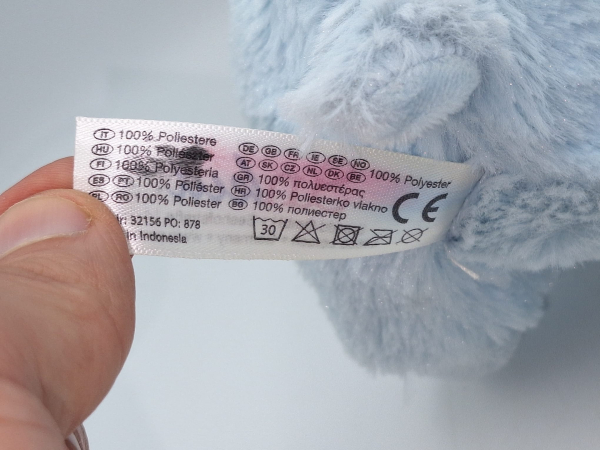 IT 100% Poliestere
HU 100% Poliészter
FI 100% Polyesteria
ES PT 100% Poliéster
PL RO 100% Poliester
32156 PO: 878
in Indonesia
DE GB FR IE SE NO
AT SK CZ NL DK BE 100% Polyester
GR 100% πολυεστέρας
HR 100% Poliestersko vlakno
BG 100% полиестер
CE
30